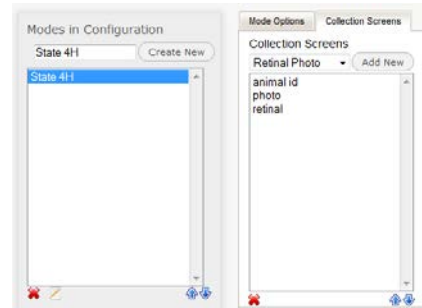 Modes in Configuration
State 4H
Create New
State 4H
Mode Options
Collection Screens
Collection Screens
Retinal Photo
Add New
animal id
photo
retinal